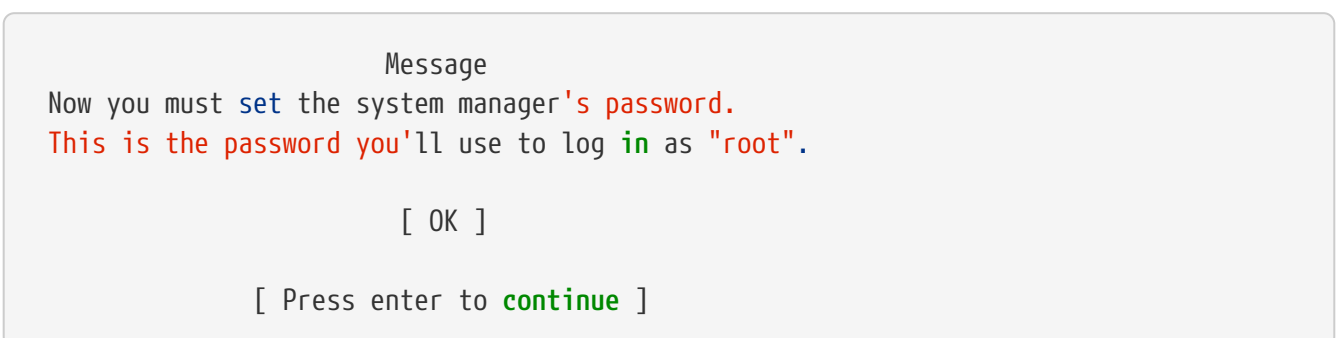 Message
Now you must set the system manager's password.
This is the password you'll use to log in as "root".
[ OK ]
[ Press enter to continue ]